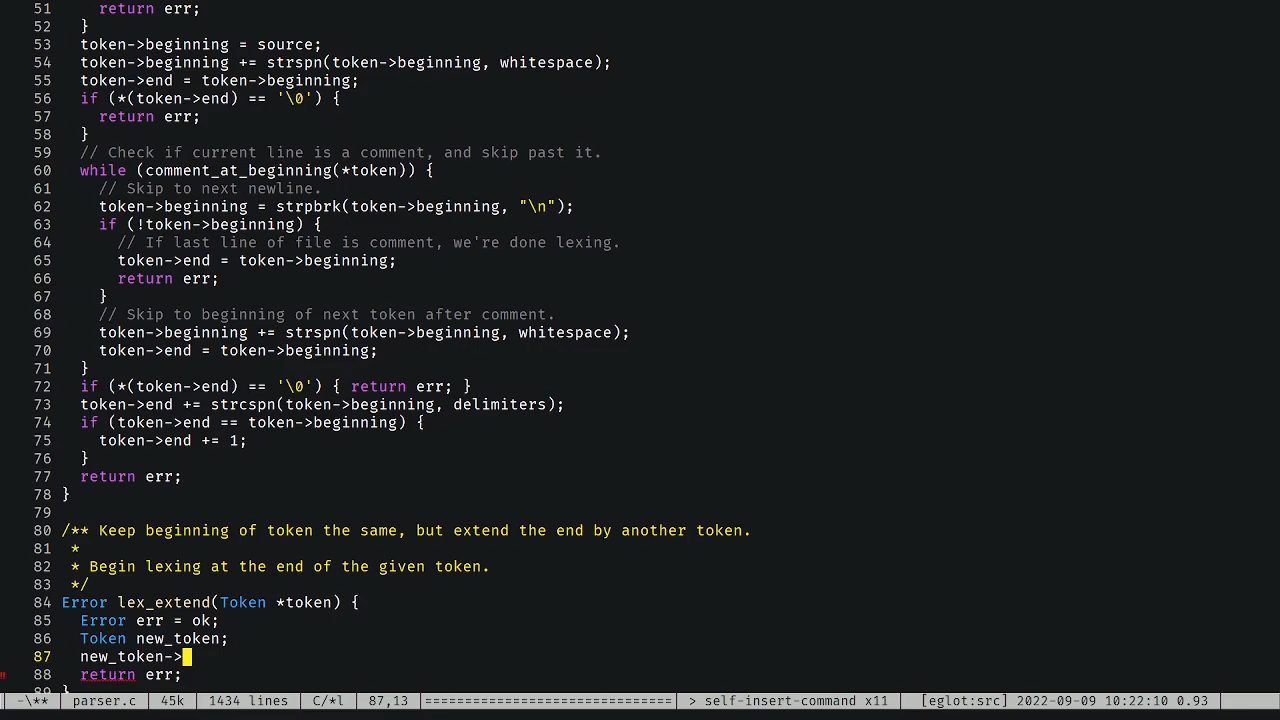 51     return err;
52   }
53   token->beginning = source;
54   token->beginning += strspn(token->beginning, whitespace);
55   token->end = token->beginning;
56   if (*(token->end) == '\0') {
57     return err;
58   }
59   // Check if current line is a comment, and skip past it.
60   while (comment_at_beginning(*token)) {
61     // Skip to next newline.
62     token->beginning = strpbrk(token->beginning, "\n");
63     if (!token->beginning) {
64       // If last line of file is comment, we're done lexing.
65       token->end = token->beginning;
66       return err;
67     }
68     // Skip to beginning of next token after comment.
69     token->beginning += strspn(token->beginning, whitespace);
70     token->end = token->beginning;
71   }
72   if (*(token->end) == '\0') { return err; }
73   token->end += strcspn(token->beginning, delimiters);
74   if (token->end == token->beginning) {
75     token->end += 1;
76   }
77   return err;
78 }
79
80 /** Keep beginning of token the same, but extend the end by another token.
81  *
82  * Begin lexing at the end of the given token.
83  */
84 Error lex_extend(Token *token) {
85   Error err = ok;
86   Token new_token;
87   new_token->
88   return err;
89 }
-\** parser.c 45k 1434 lines C/*l 87,13 ============================ > self-insert-command x11 [eglot:src] 2022-09-09 10:22:10 0.93